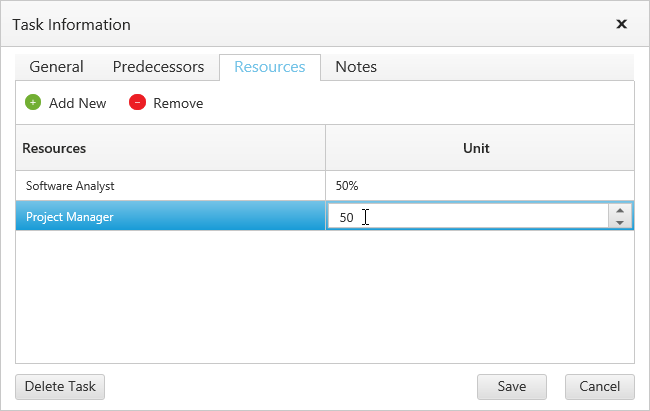 Task Information
General Predecessors Resources Notes
Add New Remove
Resources Unit
Software Analyst 50%
Project Manager 50
Delete Task Save Cancel